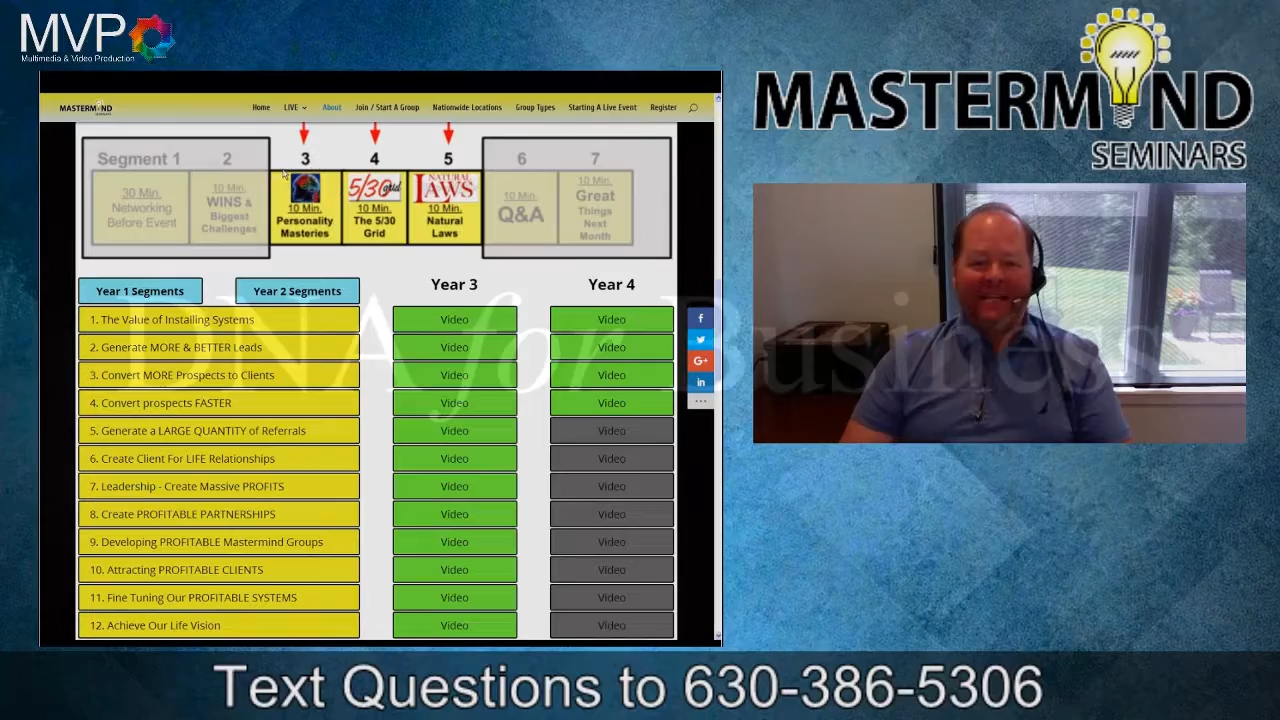 MVP
Multimedia & Video Production
MASTERMIND
SEMINARS
MASTERMIND
SEMINARS
Home LIVE About Join / Start A Group Nationwide Locations Group Types Starting A Live Event Register
Segment 1 2 3 4 5 6 7
30 Min.
Networking
Before Event
10 Min.
WINS &
Biggest
Challenges
10 Min.
Personality
Masteries
5/30 grid
10 Min.
The 5/30
Grid
NATURAL
LAWS
10 Min.
Natural
Laws
10 Min.
Q&A
10 Min.
Great
Things
Next
Month
Year 1 Segments Year 2 Segments Year 3 Year 4
1. The Value of Installing Systems Video Video
2. Generate MORE & BETTER Leads Video Video
3. Convert MORE Prospects to Clients Video Video
4. Convert prospects FASTER Video Video
5. Generate a LARGE QUANTITY of Referrals Video Video
6. Create Client For LIFE Relationships Video Video
7. Leadership - Create Massive PROFITS Video Video
8. Create PROFITABLE PARTNERSHIPS Video Video
9. Developing PROFITABLE Mastermind Groups Video Video
10. Attracting PROFITABLE CLIENTS Video Video
11. Fine Tuning Our PROFITABLE SYSTEMS Video Video
12. Achieve Our Life Vision Video Video
DNA for Business
Text Questions to 630-386-5306